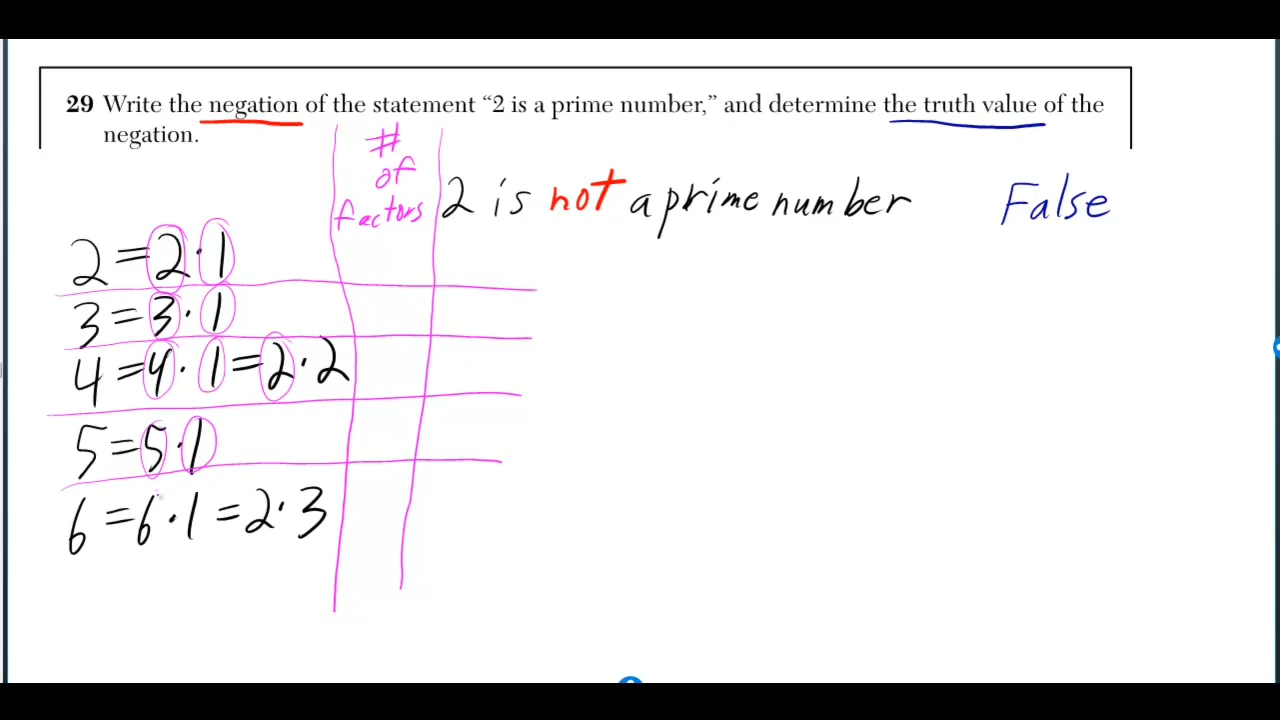 29 Write the negation of the statement “2 is a prime number,” and determine the truth value of the
negation.
#
of
factors
2 is not a prime number
False
2 = 2 · 1
3 = 3 · 1
4 = 4 · 1 = 2 · 2
5 = 5 · 1
6 = 6 · 1 = 2 · 3